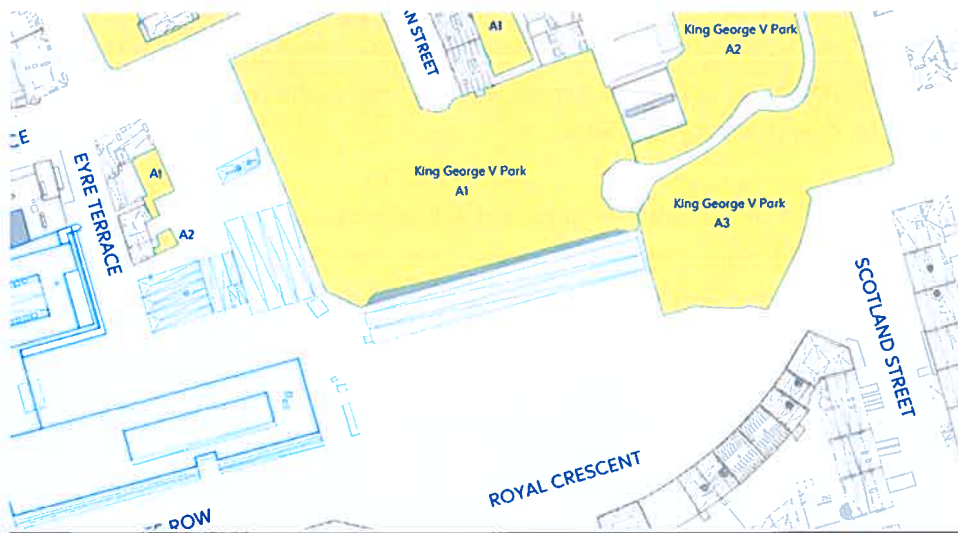 AN STREET
A1
King George V Park
A2
CE
EYRE TERRACE
A1
A2
King George V Park
A1
King George V Park
A3
SCOTLAND STREET
ROYAL CRESCENT
ROW